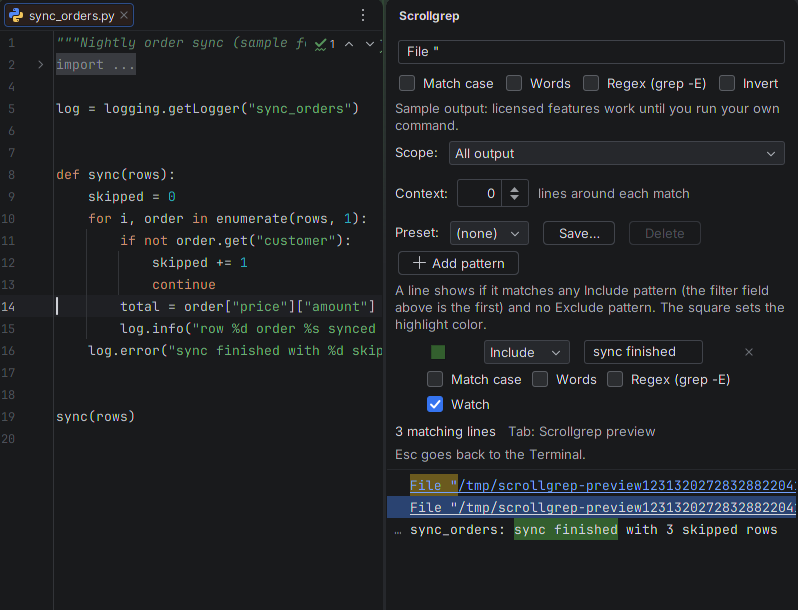 sync_orders.py
1 """Nightly order sync (sample f
1
2 import ...
4
5 log = logging.getLogger("sync_orders")
6
7
8 def sync(rows):
9 skipped = 0
10 for i, order in enumerate(rows, 1):
11 if not order.get("customer"):
12 skipped += 1
13 continue
14 total = order["price"]["amount"]
15 log.info("row %d order %s synced
16 log.error("sync finished with %d skip
17
18
19 sync(rows)
20
Scrollgrep
File "
Match case Words Regex (grep -E) Invert
Sample output: licensed features work until you run your own
command.
Scope: All output
Context: 0 lines around each match
Preset: (none) Save... Delete
Add pattern
A line shows if it matches any Include pattern (the filter field
above is the first) and no Exclude pattern. The square sets the
highlight color.
Include sync finished
Match case Words Regex (grep -E)
Watch
3 matching lines Tab: Scrollgrep preview
Esc goes back to the Terminal.
File "/tmp/scrollgrep-preview1231320272832882204
File "/tmp/scrollgrep-preview1231320272832882204
… sync_orders: sync finished with 3 skipped rows